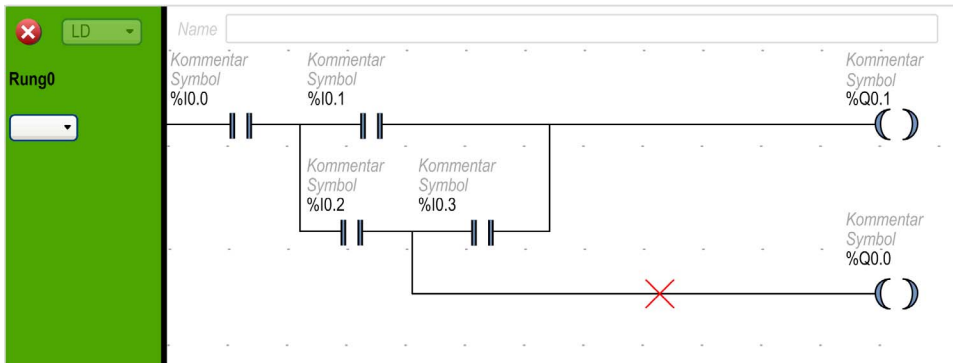 LD
Name
Rung0
Kommentar
Symbol
%I0.0
Kommentar
Symbol
%I0.1
Kommentar
Symbol
%Q0.1
Kommentar
Symbol
%I0.2
Kommentar
Symbol
%I0.3
Kommentar
Symbol
%Q0.0